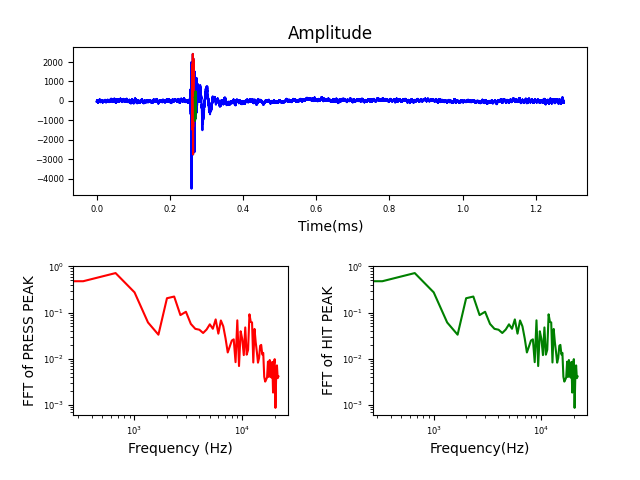 Amplitude
2000
1000
0
−1000
−2000
−3000
−4000
0.0 0.2 0.4 0.6 0.8 1.0 1.2
Time(ms)
FFT of PRESS PEAK
10⁰
10⁻¹
10⁻²
10⁻³
10³ 10⁴
Frequency (Hz)
FFT of HIT PEAK
10⁰
10⁻¹
10⁻²
10⁻³
10³ 10⁴
Frequency(Hz)